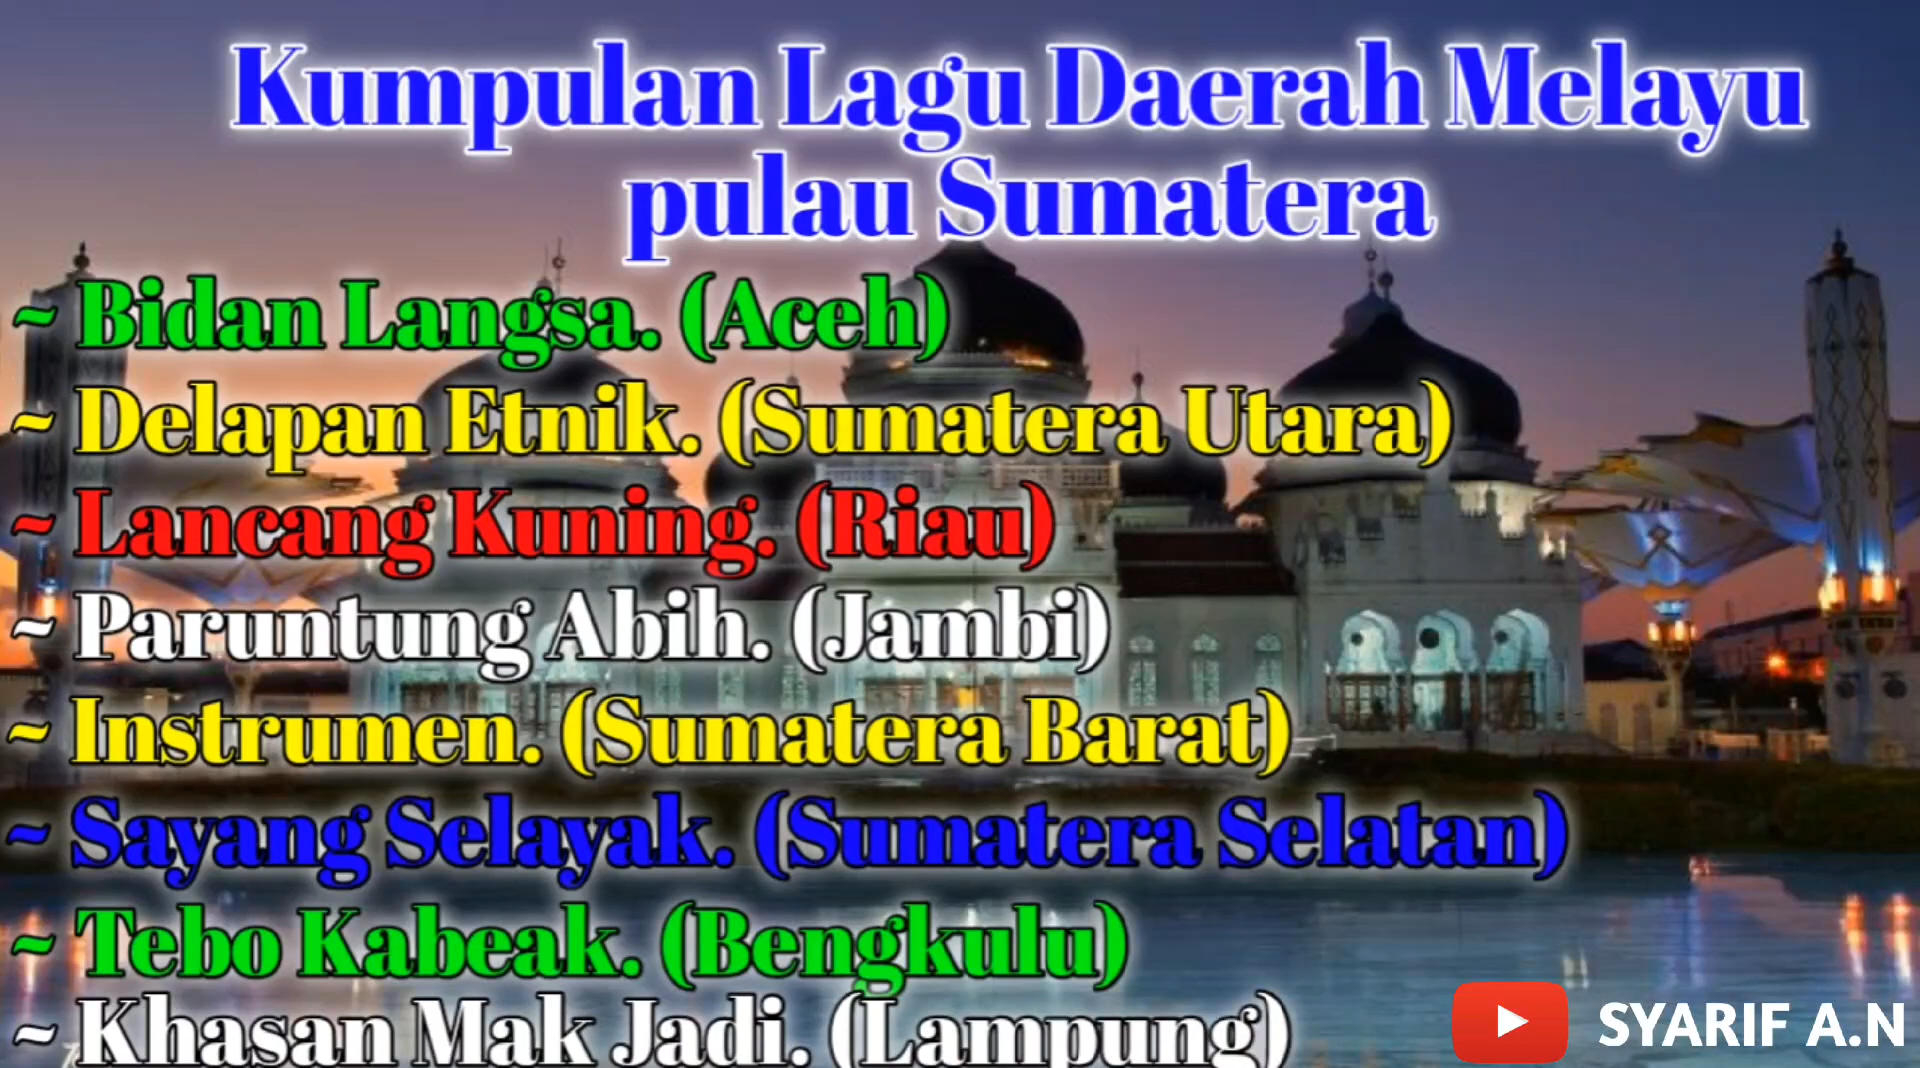 Kumpulan Lagu Daerah Melayu
pulau Sumatera
~ Bidan Langsa. (Aceh)
~ Delapan Etnik. (Sumatera Utara)
~ Lancang Kuning. (Riau)
~ Paruntung Abih. (Jambi)
~ Instrumen. (Sumatera Barat)
~ Sayang Selayak. (Sumatera Selatan)
~ Tebo Kabeak. (Bengkulu)
~ Khasan Mak Jadi. (Lampung)
SYARIF A.N